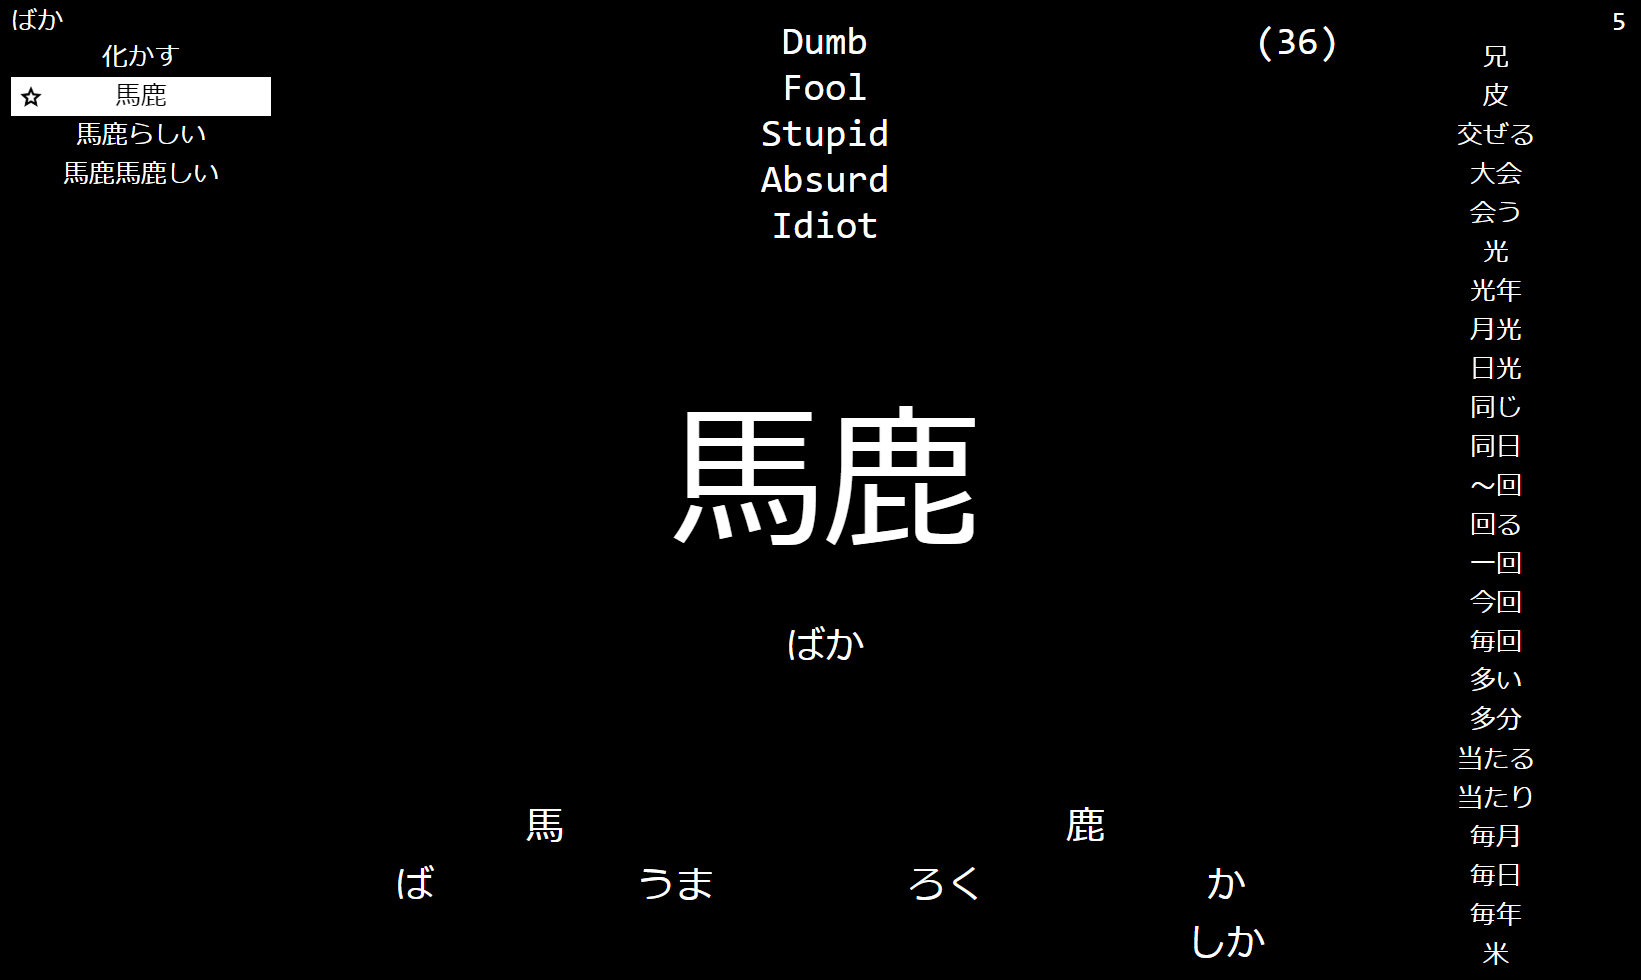 ばか
化かす
☆ 馬鹿
馬鹿らしい
馬鹿馬鹿しい
Dumb
Fool
Stupid
Absurd
Idiot
馬鹿
ばか
馬
ば
うま
鹿
ろく
か
しか
(36)
5
兄
皮
交ぜる
大会
会う
光
光年
月光
日光
同じ
同日
～回
回る
一回
今回
毎回
多い
多分
当たる
当たり
毎月
毎日
毎年
米